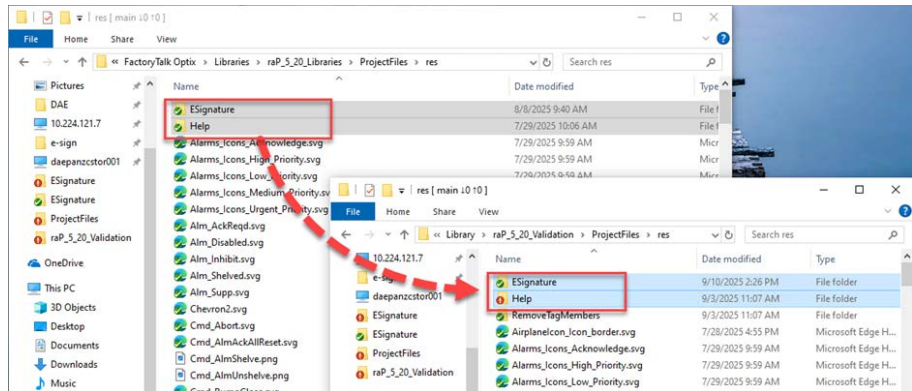 res [ main ↓0 ↑0 ]
File Home Share View
« FactoryTalk Optix › Libraries › raP_5_20_Libraries › ProjectFiles › res
Search res
Pictures
DAE
10.224.121.7
e-sign
daepanzcstor001
ESignature
ESignature
ProjectFiles
raP_5_20_Validation
OneDrive
This PC
3D Objects
Desktop
Documents
Downloads
Music
Name Date modified Type
ESignature 8/8/2025 9:40 AM File f
Help 7/29/2025 10:06 AM File f
Alarms_Icons_Acknowledge.svg 7/29/2025 9:59 AM Micr
Alarms_Icons_High_Priority.svg 7/29/2025 9:59 AM Micr
Alarms_Icons_Low_Priority.svg 7/29/2025 9:59 AM Micr
Alarms_Icons_Medium_Priority.sv
Alarms_Icons_Urgent_Priority.svg
Alm_AckReqd.svg
Alm_Disabled.svg
Alm_Inhibit.svg
Alm_Shelved.svg
Alm_Supp.svg
Chevron2.svg
Cmd_Abort.svg
Cmd_AlmAckAllReset.svg
Cmd_AlmShelve.png
Cmd_AlmUnshelve.png
res [ main ↓0 ↑0 ]
File Home Share View
« Library › raP_5_20_Validation › ProjectFiles › res
Search res
10.224.121.7
daepanzcstor001
ESignature
ESignature
ProjectFiles
raP_5_20_Validation
Name Date modified Type
ESignature 9/10/2025 2:26 PM File folder
Help 9/3/2025 11:07 AM File folder
RemoveTagMembers 9/3/2025 11:07 AM File folder
AirplaneIcon_Icon_border.svg 7/28/2025 4:55 PM Microsoft Edge H...
Alarms_Icons_Acknowledge.svg 7/29/2025 9:59 AM Microsoft Edge H...
Alarms_Icons_High_Priority.svg 7/29/2025 9:59 AM Microsoft Edge H...
Alarms_Icons_Low_Priority.svg 7/29/2025 9:59 AM Microsoft Edge H...